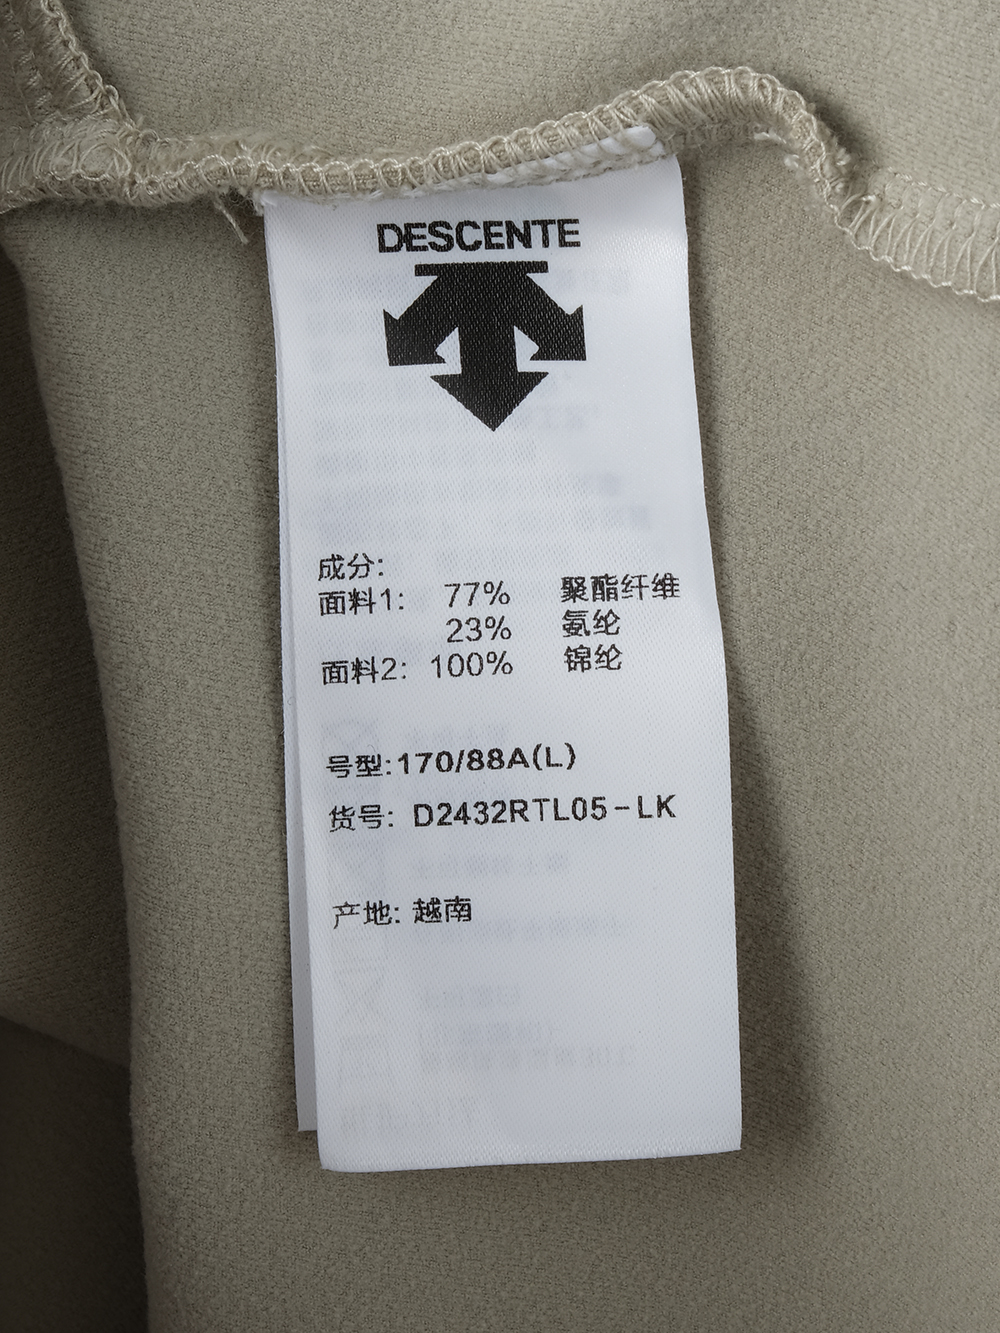 DESCENTE
成分:
面料1: 77% 聚酯纤维
23% 氨纶
面料2: 100% 锦纶
号型:170/88A(L)
货号: D2432RTL05-LK
产地: 越南